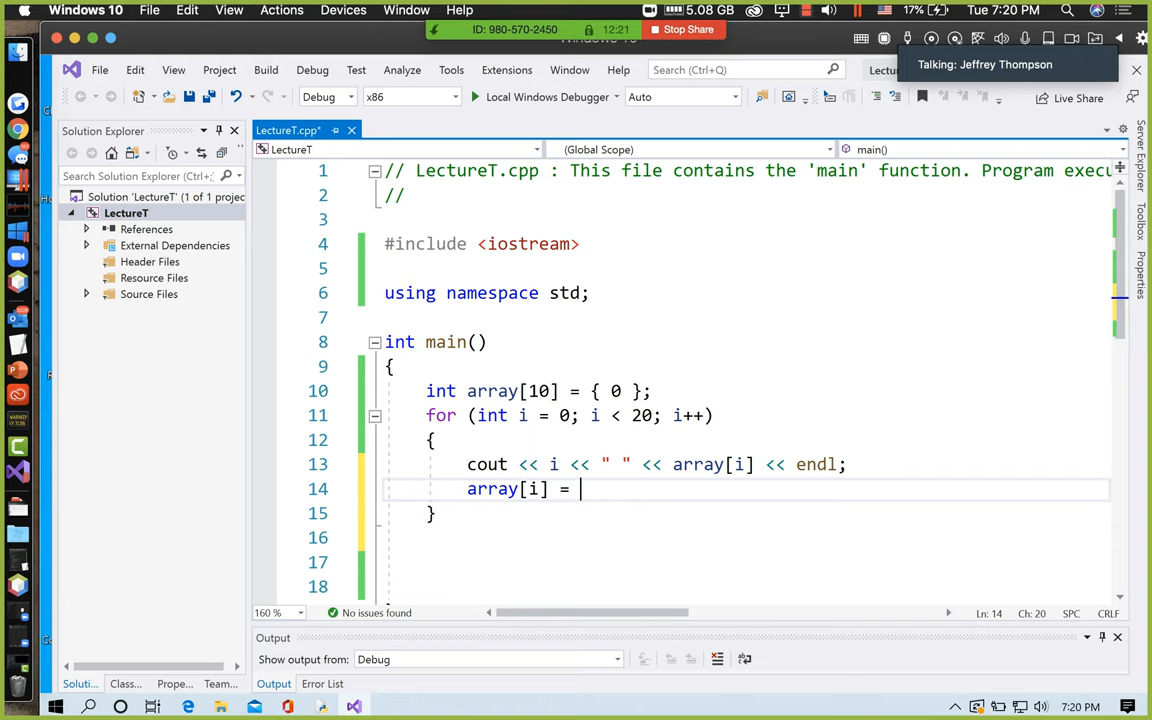 Windows 10 File Edit View Actions Devices Window Help 5.08 GB 17% Tue 7:20 PM
ID: 980-570-2450 12:21 Stop Share
Talking: Jeffrey Thompson
File Edit View Project Build Debug Test Analyze Tools Extensions Window Help Search (Ctrl+Q) Lectu
Debug x86 Local Windows Debugger Auto Live Share
Solution Explorer
LectureT.cpp*
LectureT (Global Scope) main()
Search Solution Explorer (Ctrl+;
Solution 'LectureT' (1 of 1 projec
LectureT
References
External Dependencies
Header Files
Resource Files
Source Files
1 // LectureT.cpp : This file contains the 'main' function. Program execu
2 //
3
4 #include <iostream>
5
6 using namespace std;
7
8 int main()
9 {
10 int array[10] = { 0 };
11 for (int i = 0; i < 20; i++)
12 {
13 cout << i << " " << array[i] << endl;
14 array[i] =
15 }
16
17
18
160 % No issues found Ln: 14 Ch: 20 SPC CRLF
Output
Show output from: Debug
Soluti... Class... Prope... Team...
Output Error List
Server Explorer
Toolbox
Properties
7:20 PM